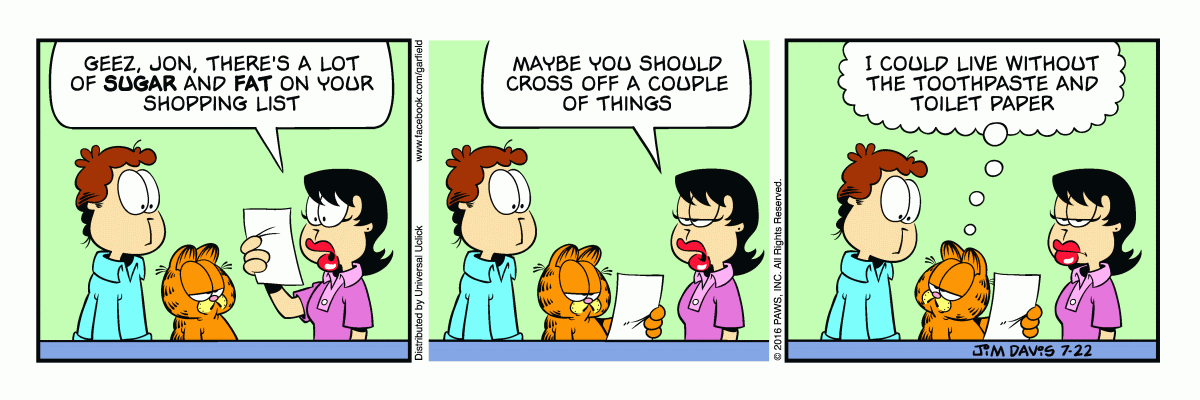 GEEZ, JON, THERE'S A LOT
OF SUGAR AND FAT ON YOUR
SHOPPING LIST
www.facebook.com/garfield
Distributed by Universal Uclick
MAYBE YOU SHOULD
CROSS OFF A COUPLE
OF THINGS
© 2016 PAWS, INC. All Rights Reserved.
I COULD LIVE WITHOUT
THE TOOTHPASTE AND
TOILET PAPER
JIM DAVIS 7-22